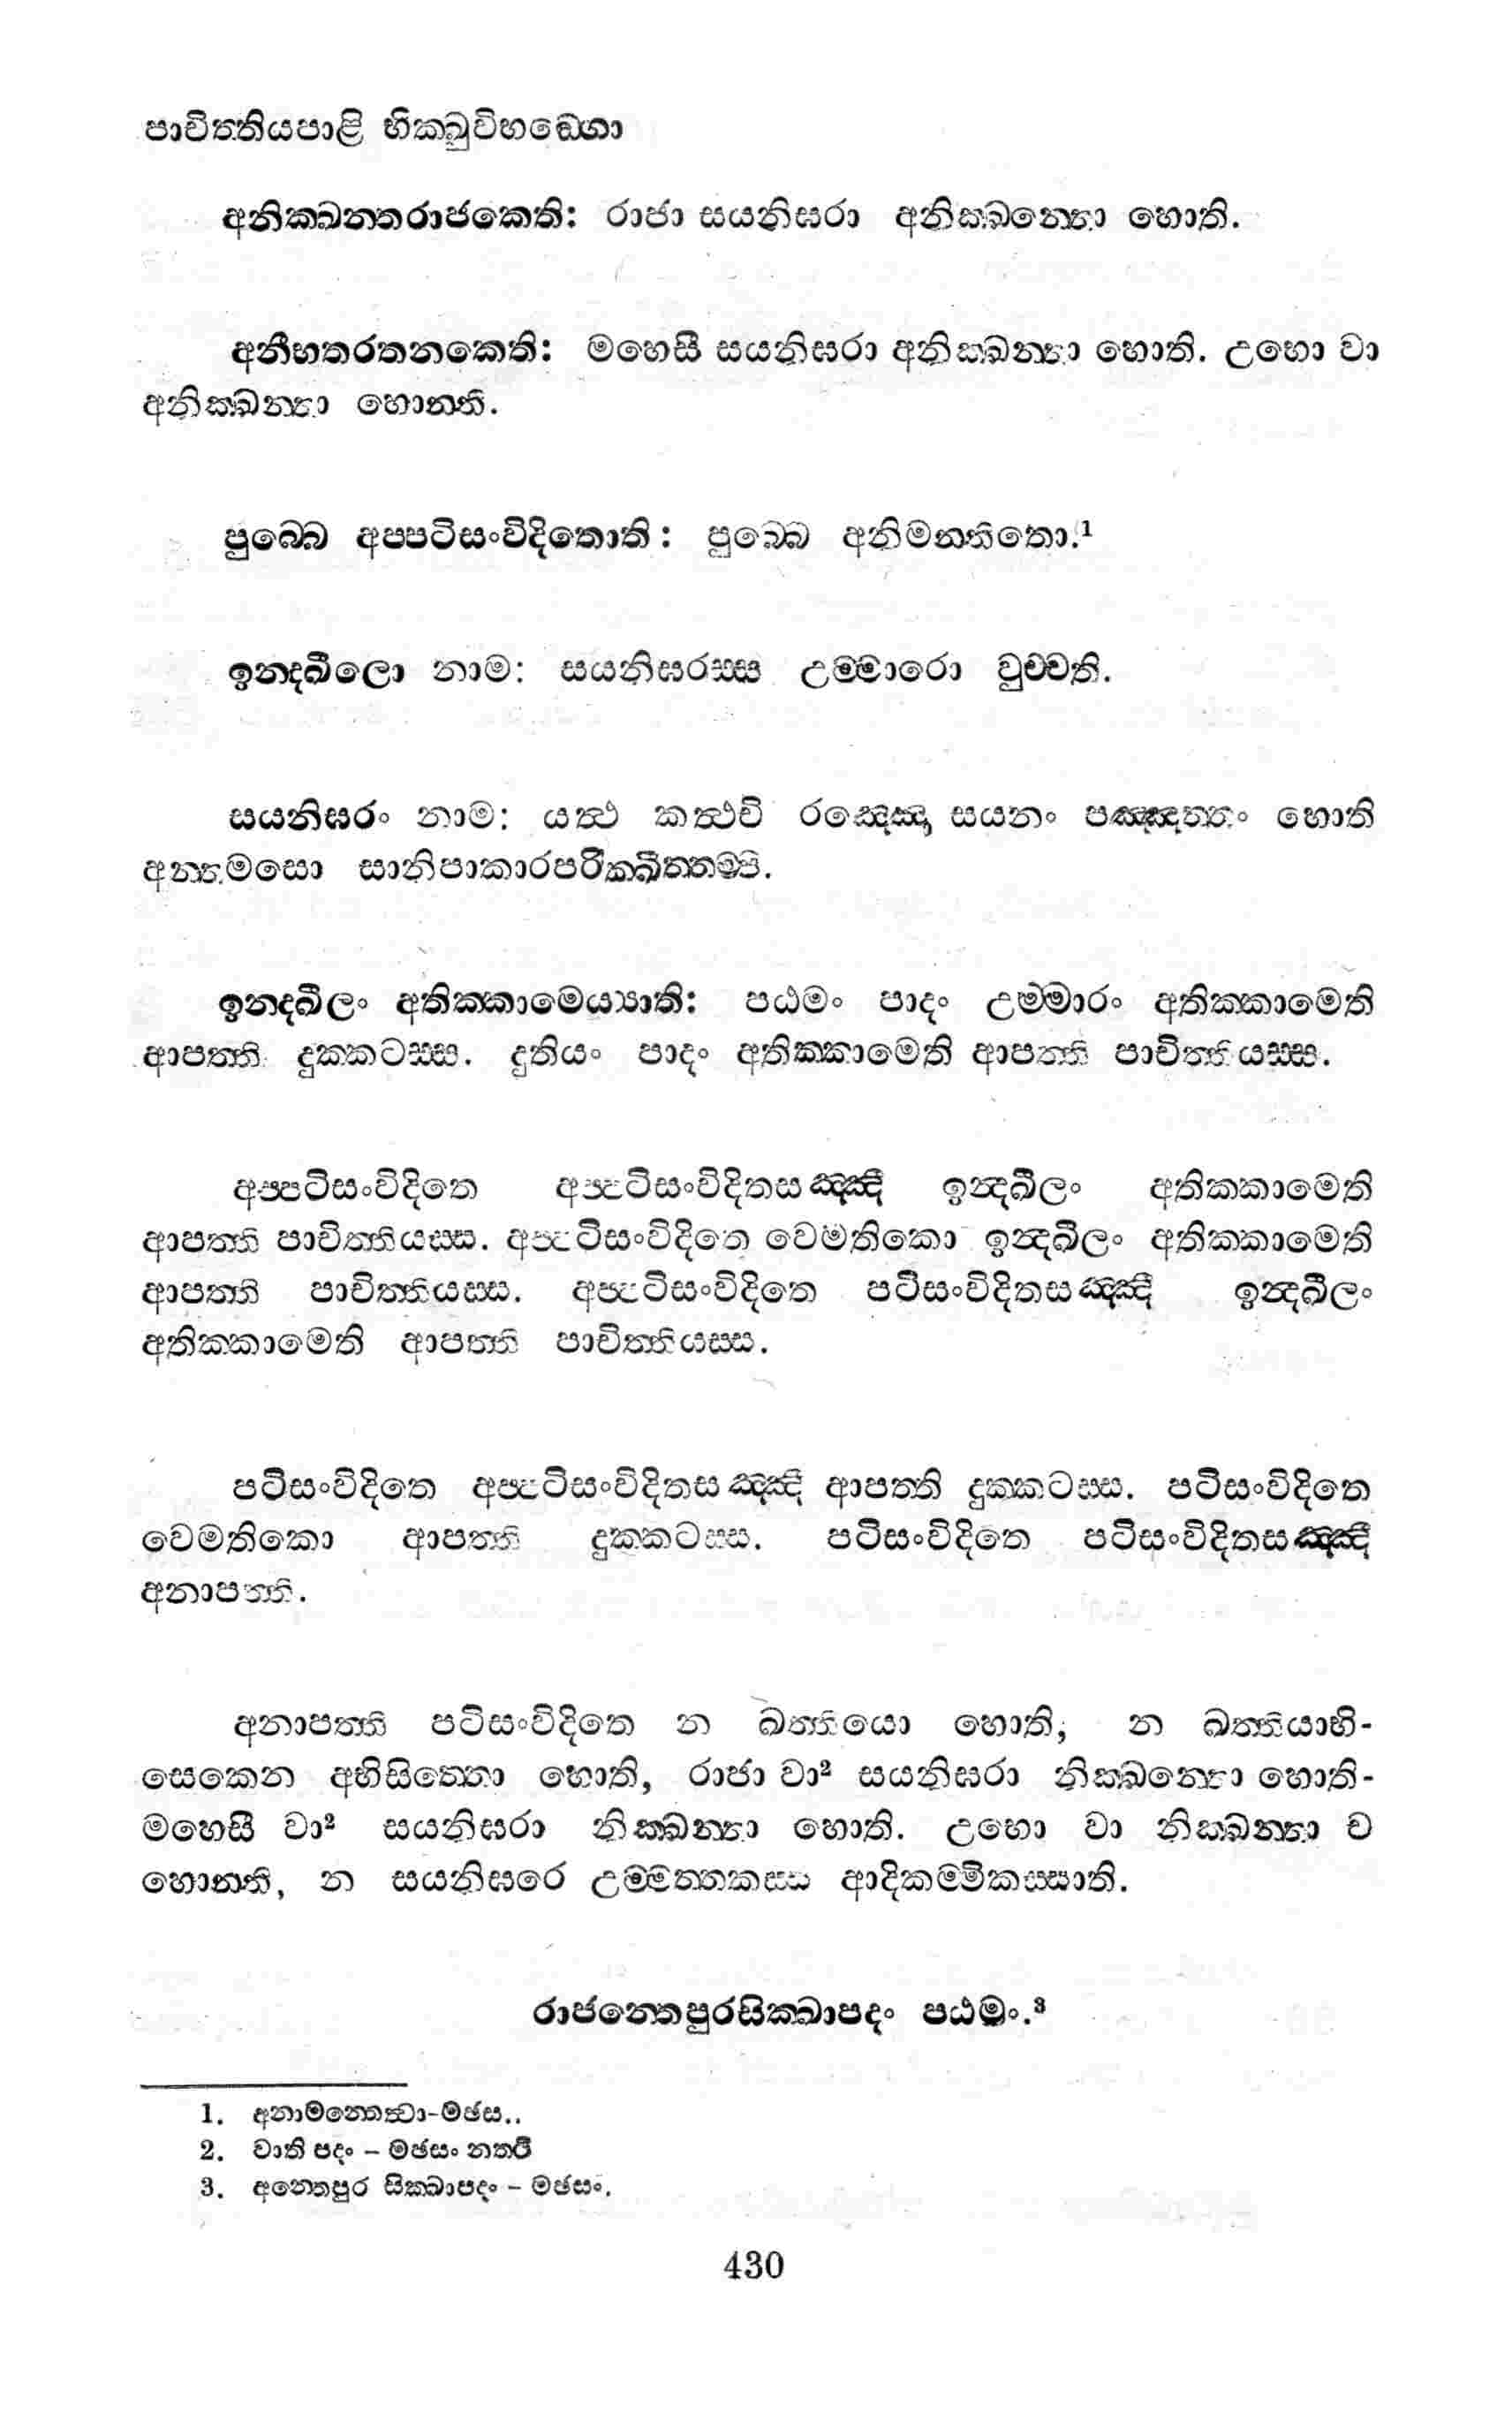 පාචිත්තියපාළි භික්ඛුවිභඞ්ගො
අනික්ඛන්තරාජකෙති: රාජා සයනිඝරා අනික්ඛන්තො හොති.
අනීභතරතනකෙති: මහෙසී සයනිඝරා අනික්ඛන්තා හොති. උභො වා
අනික්ඛන්තා හොන්ති.
පුබ්බෙ අප්පටිසංවිදිතොති: පුබ්බෙ අනිමන්තිතො.¹
ඉන්දඛීලො නාම: සයනිඝරස්ස උම්මාරො වුච්චති.
සයනිඝරං නාම: යත්ථ කත්ථචි රඤ්ඤො සයනං පඤ්ඤත්තං හොති
අන්තමසො සානිපාකාරපරික්ඛිත්තම්පි.
ඉන්දඛීලං අතික්කාමෙය්‍යාති: පඨමං පාදං උම්මාරං අතික්කාමෙති
ආපත්ති දුක්කටස්ස. දුතියං පාදං අතික්කාමෙති ආපත්ති පාචිත්තියස්ස.
අප්පටිසංවිදිතෙ අප්පටිසංවිදිතසඤ්ඤී ඉන්දඛීලං අතික්කාමෙති
ආපත්ති පාචිත්තියස්ස. අප්පටිසංවිදිතෙ වෙමතිකො ඉන්දඛීලං අතික්කාමෙති
ආපත්ති පාචිත්තියස්ස. අප්පටිසංවිදිතෙ පටිසංවිදිතසඤ්ඤී ඉන්දඛීලං
අතික්කාමෙති ආපත්ති පාචිත්තියස්ස.
පටිසංවිදිතෙ අප්පටිසංවිදිතසඤ්ඤී ආපත්ති දුක්කටස්ස. පටිසංවිදිතෙ
වෙමතිකො ආපත්ති දුක්කටස්ස. පටිසංවිදිතෙ පටිසංවිදිතසඤ්ඤී
අනාපත්ති.
අනාපත්ති පටිසංවිදිතෙ න ඛත්තියො හොති, න ඛත්තියාභි-
සෙකෙන අභිසිත්තො හොති, රාජා වා² සයනිඝරා නික්ඛන්තො හොති-
මහෙසී වා² සයනිඝරා නික්ඛන්තා හොති. උභො වා නික්ඛන්තා ච
හොන්ති, න සයනිඝරෙ උම්මත්තකස්ස ආදිකම්මිකස්සාති.
රාජන්තෙපුරසික්ඛාපදං පඨමං.³
1. අනාමන්තෙත්වා-මඡස..
2. වාති පදං - මඡසං නත්ථි
3. අන්තෙපුර සික්ඛාපදං - මඡසං.
430